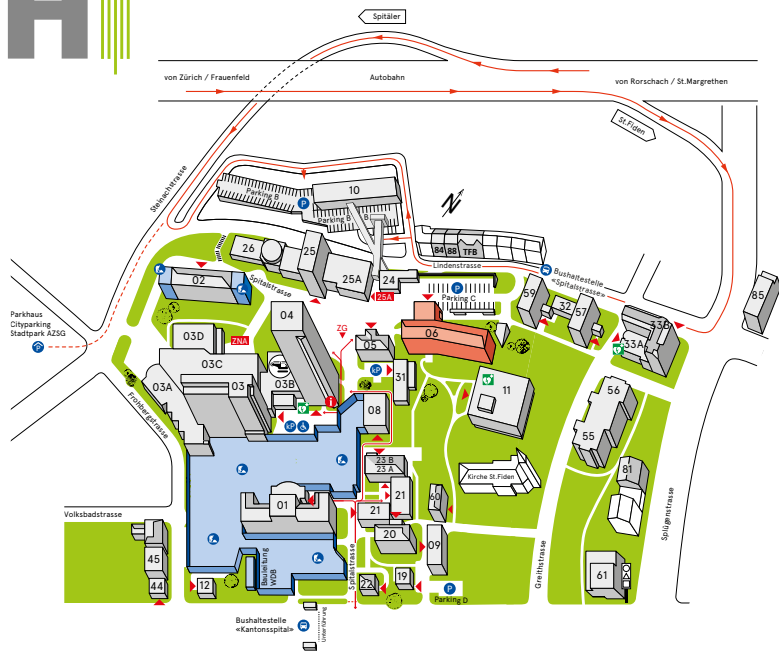 H
Spitäler
von Zürich / Frauenfeld
Autobahn
von Rorschach / St.Margrethen
St.Fiden
Steinachstrasse
Parking B
P
10
Parking B
B
N
84
88
TFB
Lindenstrasse
Bushaltestelle
«Spitalstrasse»
26
25
25A
24
25A
P
Parking C
59
32
57
33B
33A
85
02
Spitalstrasse
Parkhaus
Cityparking
Stadtpark AZSG
P
04
ZG
06
03D
ZNA
03C
05
kP
31
03A
03
03B
i
11
56
55
Frohbergstrasse
kP
08
Kirche St.Fiden
23 B
23 A
81
01
21
21
60
Splügenstrasse
Volksbadstrasse
20
09
45
44
12
Bauleitung
WDB
Spitalstrasse
22
19
P
Parking D
Greithstrasse
61
Bushaltestelle
«Kantonsspital»
Unterführung